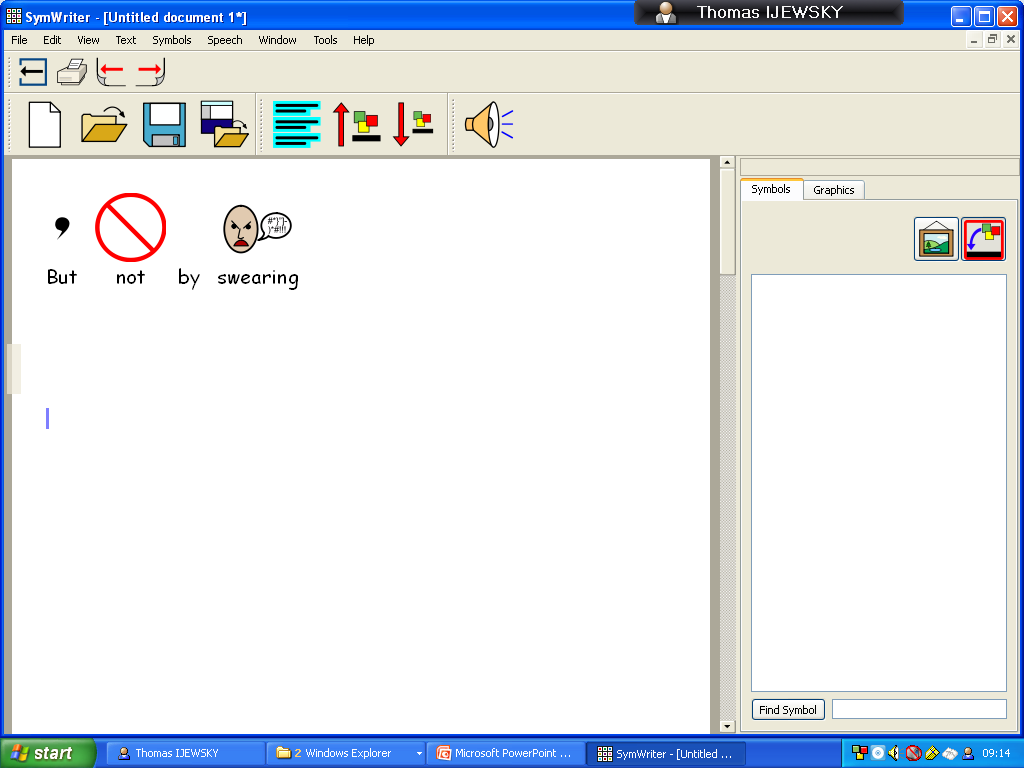 SymWriter - [Untitled document 1*]
Thomas IJEWSKY
File Edit View Text Symbols Speech Window Tools Help
Symbols Graphics
#*}"}-
)*#!!!
But not by swearing
Find Symbol
start Thomas IJEWSKY 2 Windows Explorer Microsoft PowerPoint ... SymWriter - [Untitled ... 09:14